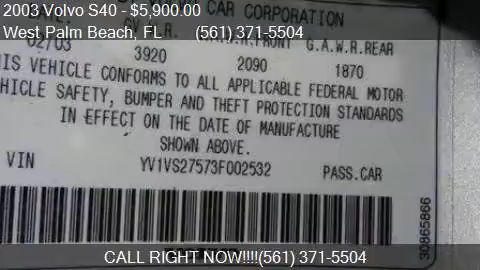 2003 Volvo S40 - $5,900.00
CAR CORPORATION
West Palm Beach, FL (561) 371-5504
G.A.W.R.REAR
02/03 3920 2090 1870
THIS VEHICLE CONFORMS TO ALL APPLICABLE FEDERAL MOTOR
VEHICLE SAFETY, BUMPER AND THEFT PROTECTION STANDARDS
IN EFFECT ON THE DATE OF MANUFACTURE
SHOWN ABOVE.
VIN YV1VS27573F002532 PASS.CAR
30865866
CALL RIGHT NOW!!!!(561) 371-5504